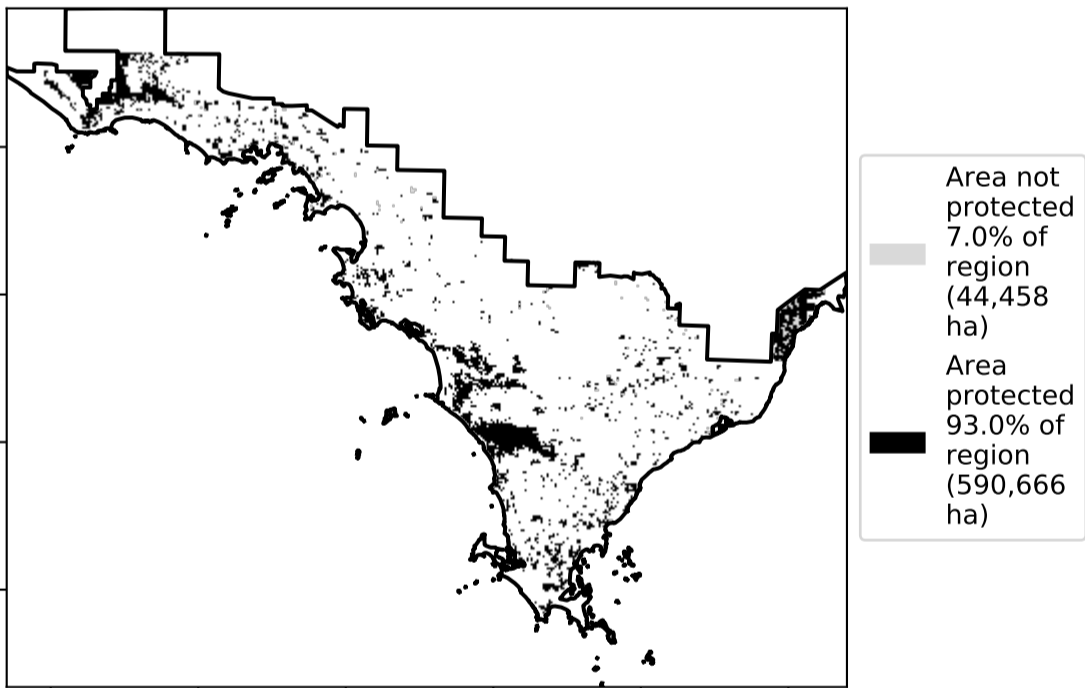 Area not
protected
7.0% of
region
(44,458
ha)
Area
protected
93.0% of
region
(590,666
ha)